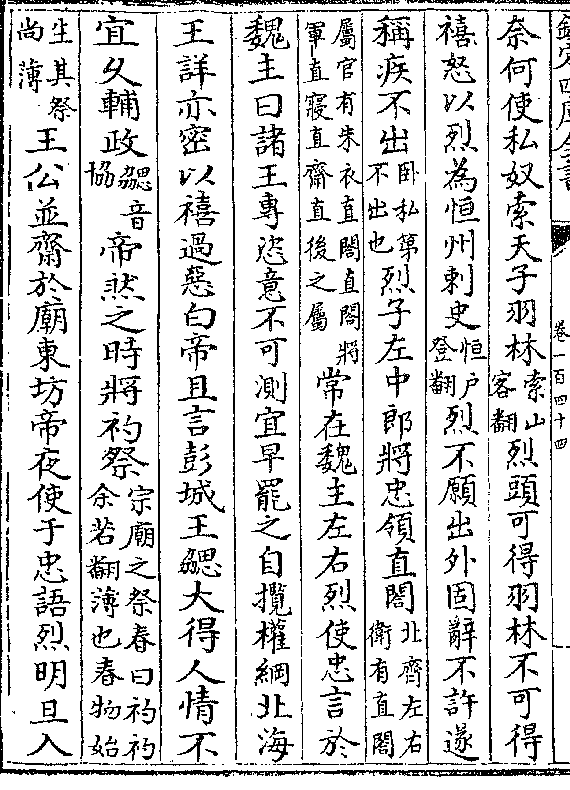 欽定四庫全書
卷一百四十四
奈何使私奴索天子羽林索山客翻烈頭可得羽林不可得
禧怒以烈為恒州刺史恒户登翻烈不願出外固辭不許遂
稱疾不出卧私第不出也烈子左中郎將忠領直閤北齊左右衛有直閤
屬官有朱衣直閤直閤將軍直寢直齋直後之屬常在魏主左右烈使忠言於
魏主曰諸王專恣意不可測宜早罷之自攬權綱北海
王詳亦密以禧過惡白帝且言彭城王勰大得人情不
宜乆輔政勰音協帝然之時將礿祭宗廟之祭春曰礿礿余若翻薄也春物始
生其祭尚薄王公並齋於廟東坊帝夜使于忠語烈明旦入